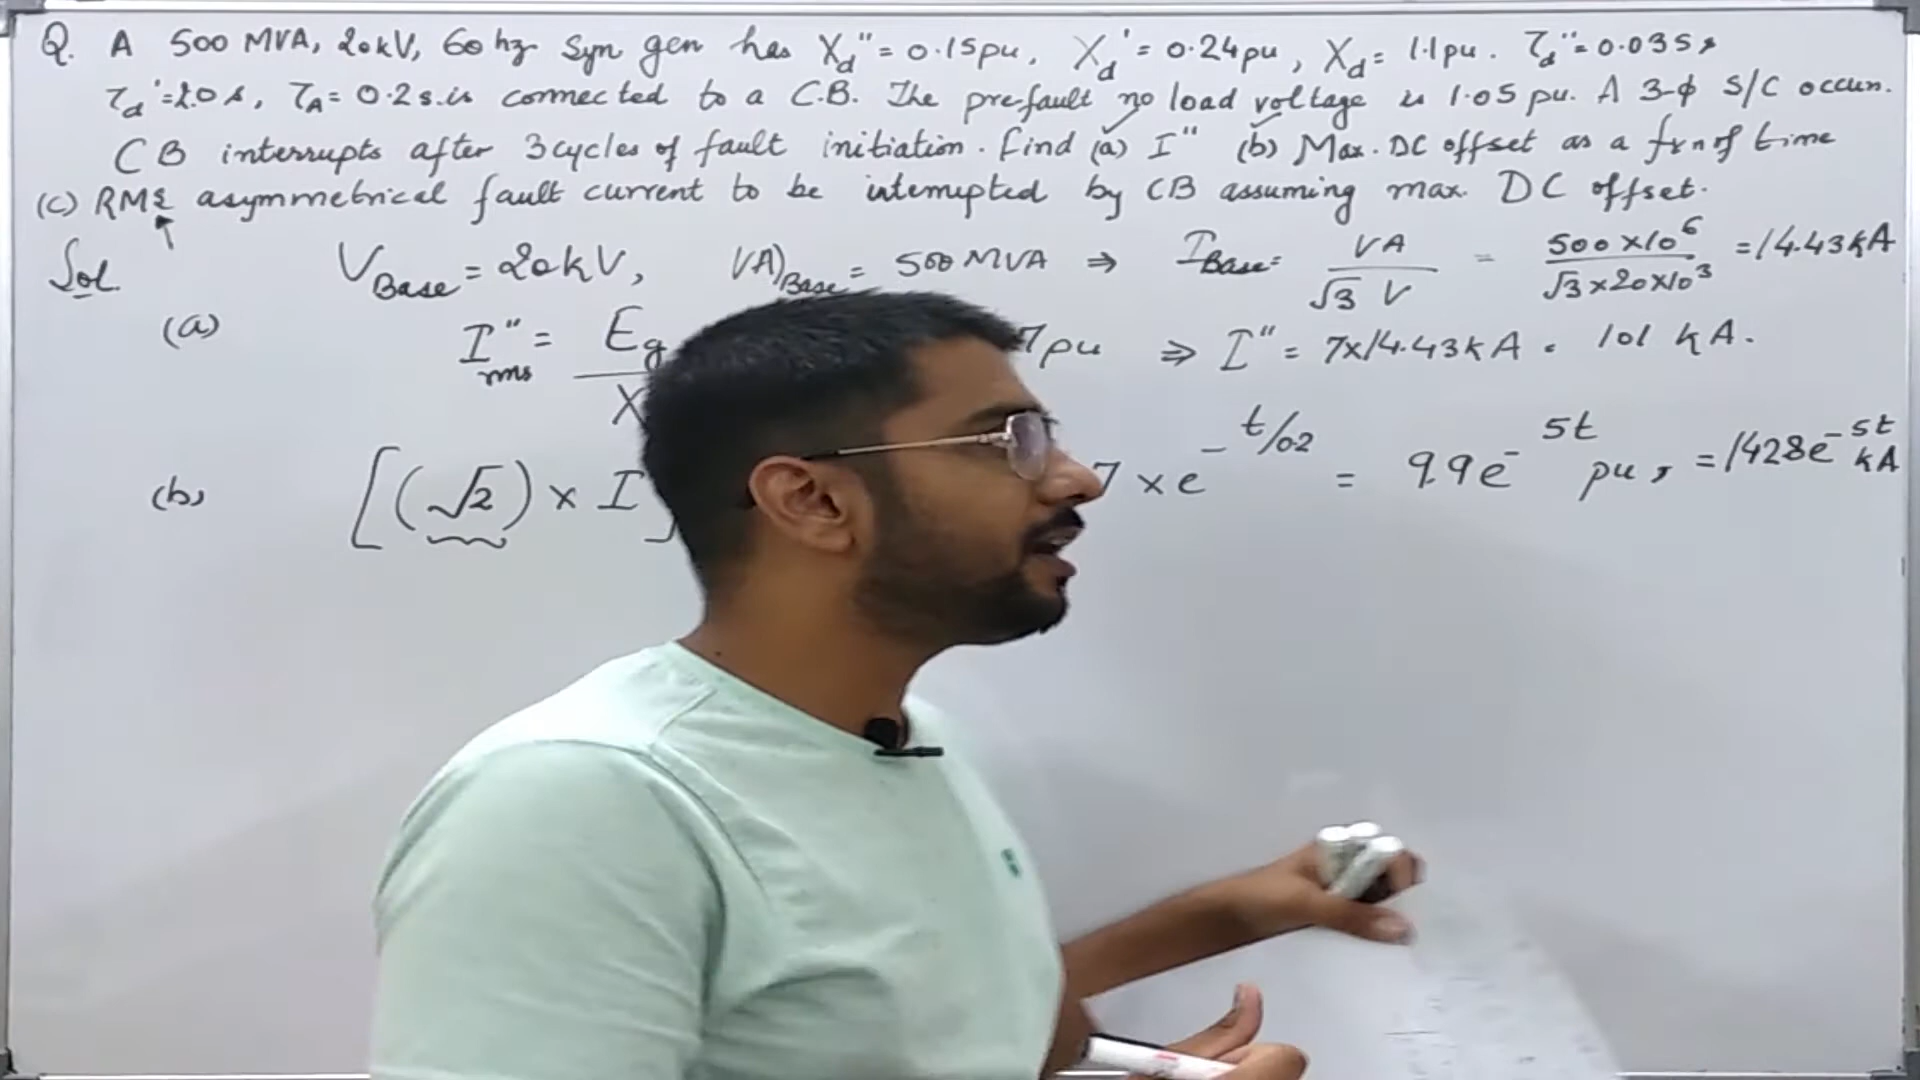 Q. A 500 MVA, 20kV, 60 hz Syn gen has Xd''= 0.15pu, Xd'= 0.24pu, Xd= 1.1pu. τd''= 0.035s,
τd'=2.0s, τA= 0.2s. is connected to a C.B. The pre-fault no load voltage is 1.05 pu. A 3-ϕ S/C occurs.
CB interrupts after 3cycles of fault initiation. find (a) I'' (b) Max. DC offset as a fxn of time
(c) RMS asymmetrical fault current to be interrupted by CB assuming max. DC offset.
Sol. VBase = 20kV, VA)Base = 500 MVA ⇒ IBase= VA/√3 V = 500×10^6/√3×20×10^3 = 14.43kA
(a) I''rms = Eg/X 7pu ⇒ I'' = 7×14.43kA = 101 kA.
(b) [(√2) × I 7 × e^-t/0.2 = 9.9e^-5t pu, = 1428e^-5t kA